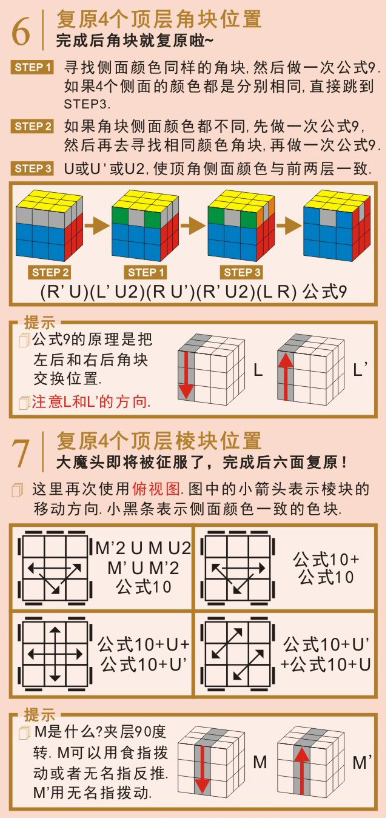 6 复原4个顶层角块位置
完成后角块就复原啦~
STEP 1 寻找侧面颜色同样的角块,然后做一次公式9.
如果4个侧面的颜色都是分别相同,直接跳到
STEP3.
STEP 2 如果角块侧面颜色都不同,先做一次公式9,
然后再去寻找相同颜色角块.再做一次公式9.
STEP 3 U或U'或U2,使顶角侧面颜色与前两层一致.
STEP 2 STEP 1 STEP 3
(R' U)(L' U2)(R U')(R' U2)(L R) 公式9
提示
公式9的原理是把
左后和右后角块
交换位置.
注意L和L'的方向.
L L'
7 复原4个顶层棱块位置
大魔头即将被征服了，完成后六面复原！
这里再次使用俯视图.图中的小箭头表示棱块的
移动方向.小黑条表示侧面颜色一致的色块.
M'2 U M U2
M' U M'2
公式10
公式10+
公式10
公式10+U+
公式10+U'
公式10+U'
+公式10+U
提示
M是什么?夹层90度
转. M可以用食指拨
动或者无名指反推.
M'用无名指拨动.
M M'